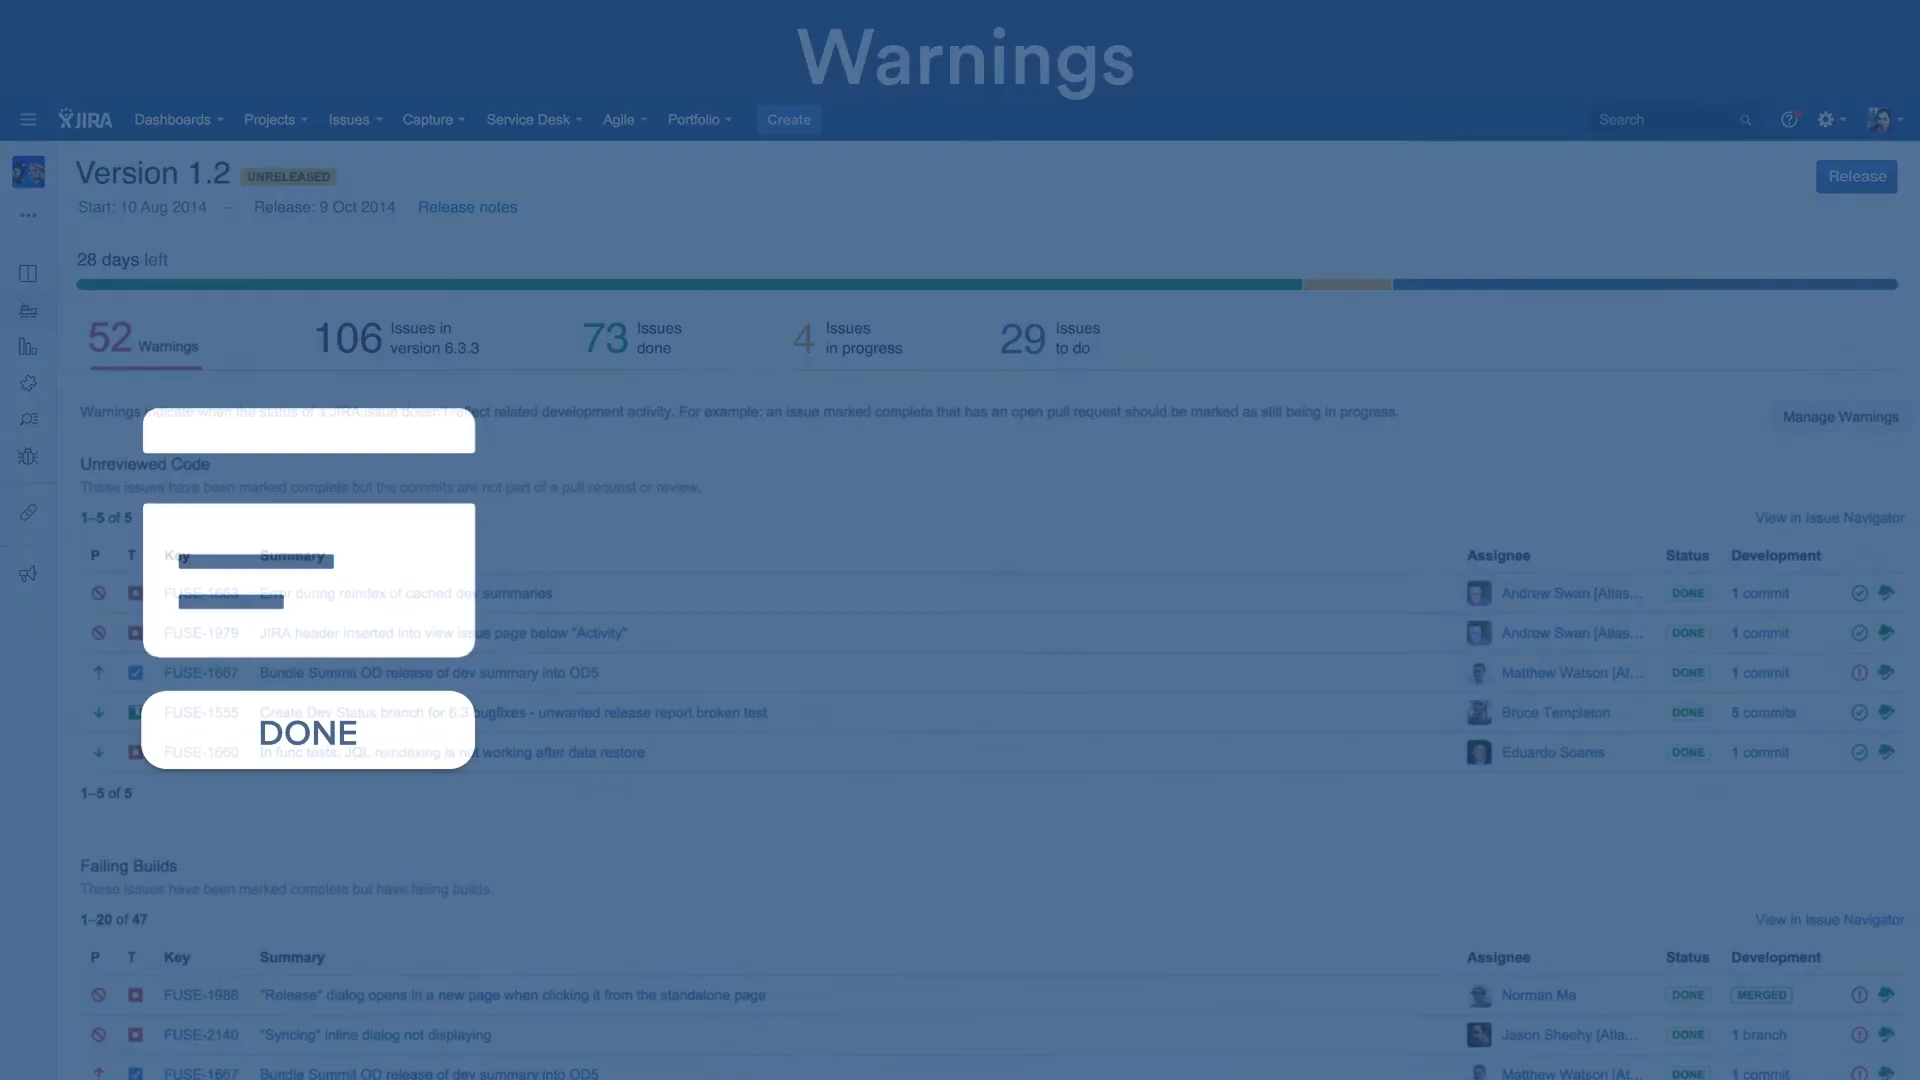 Warnings
JIRA Dashboards Projects Issues Capture Service Desk Agile Portfolio Create Search
Version 1.2 UNRELEASED Release
Start: 10 Aug 2014 – Release: 9 Oct 2014 Release notes
28 days left
52 Warnings 106 Issues in version 6.3.3 73 Issues done 4 Issues in progress 29 Issues to do
Warnings indicate when the status of a JIRA issue doesn't reflect related development activity. For example: an issue marked complete that has an open pull request should be marked as still being in progress.
Manage Warnings
Unreviewed Code
These issues have been marked complete but the commits are not part of a pull request or review.
1–5 of 5 View in Issue Navigator
P T Key Summary Assignee Status Development
FUSE-1663 Error during reindex of cached dev summaries Andrew Swan [Atlas... DONE 1 commit
FUSE-1979 JIRA header inserted into view issue page below "Activity" Andrew Swan [Atlas... DONE 1 commit
FUSE-1667 Bundle Summit OD release of dev summary into OD5 Matthew Watson [At... DONE 1 commit
FUSE-1555 Create Dev Status branch for 6.3 bugfixes - unwanted release report broken test Bruce Templeton DONE 5 commits
DONE
FUSE-1660 In func tests, JQL reindexing is not working after data restore Eduardo Soares DONE 1 commit
1–5 of 5
Failing Builds
These issues have been marked complete but have failing builds.
1–20 of 47 View in Issue Navigator
P T Key Summary Assignee Status Development
FUSE-1988 "Release" dialog opens in a new page when clicking it from the standalone page Norman Ma DONE MERGED
FUSE-2140 "Syncing" inline dialog not displaying Jason Sheehy [Atla... DONE 1 branch
FUSE-1667 Bundle Summit OD release of dev summary into OD5 Matthew Watson [At... DONE 1 commit